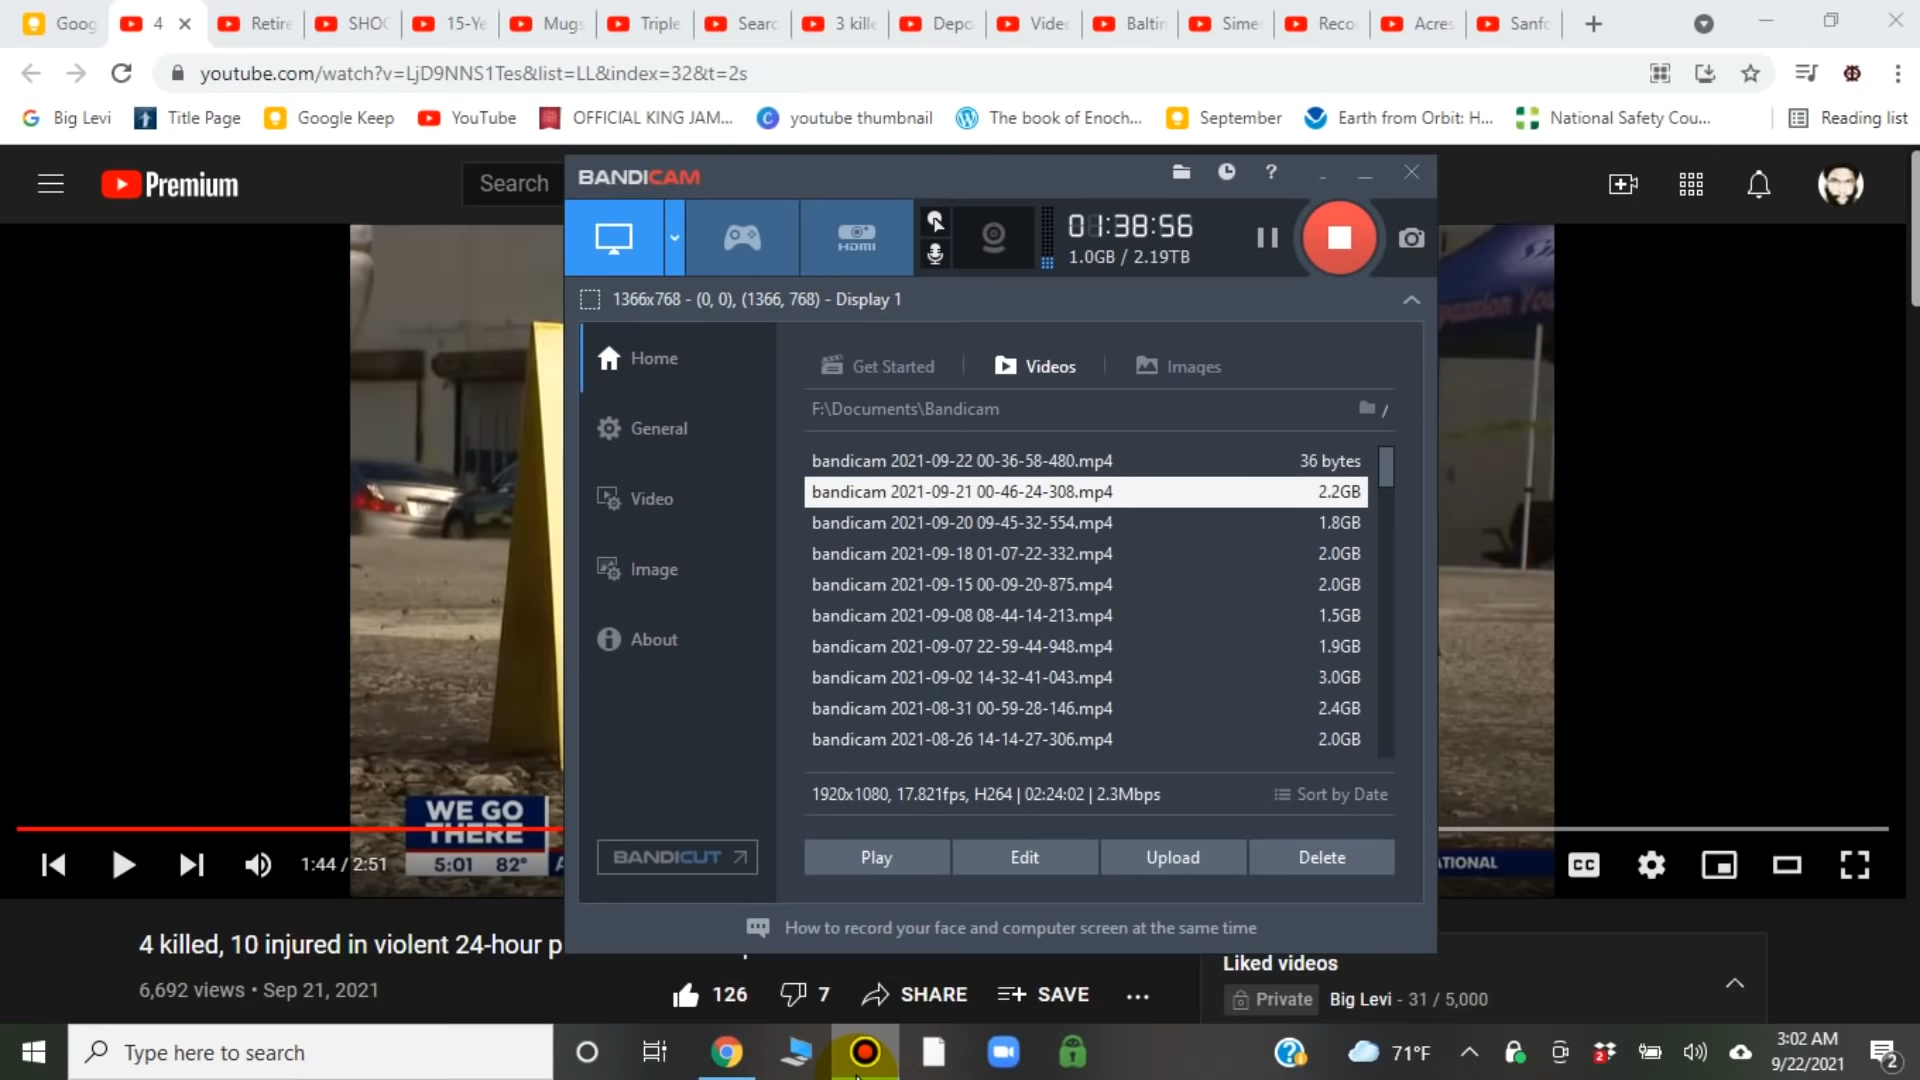 Goog
4
Retire
SHOC
15-Ye
Mugs
Triple
Searc
3 kille
Depo
Video
Baltin
Sime
Reco
Acres
Sanfo
youtube.com/watch?v=LjD9NNS1Tes&list=LL&index=32&t=2s
Big Levi
Title Page
Google Keep
YouTube
OFFICIAL KING JAM...
youtube thumbnail
The book of Enoch...
September
Earth from Orbit: H...
National Safety Cou...
Reading list
Premium
Search
BANDICAM
?
HDMI
01:38:56
1.0GB / 2.19TB
1366x768 - (0, 0), (1366, 768) - Display 1
Home
General
Video
Image
About
Get Started
Videos
Images
F:\Documents\Bandicam
/
bandicam 2021-09-22 00-36-58-480.mp4 36 bytes
bandicam 2021-09-21 00-46-24-308.mp4 2.2GB
bandicam 2021-09-20 09-45-32-554.mp4 1.8GB
bandicam 2021-09-18 01-07-22-332.mp4 2.0GB
bandicam 2021-09-15 00-09-20-875.mp4 2.0GB
bandicam 2021-09-08 08-44-14-213.mp4 1.5GB
bandicam 2021-09-07 22-59-44-948.mp4 1.9GB
bandicam 2021-09-02 14-32-41-043.mp4 3.0GB
bandicam 2021-08-31 00-59-28-146.mp4 2.4GB
bandicam 2021-08-26 14-14-27-306.mp4 2.0GB
1920x1080, 17.821fps, H264 | 02:24:02 | 2.3Mbps
Sort by Date
BANDICUT
Play
Edit
Upload
Delete
How to record your face and computer screen at the same time
WE GO
THERE
5:01 82°
1:44 / 2:51
CC
4 killed, 10 injured in violent 24-hour p
6,692 views • Sep 21, 2021
126
7
SHARE
SAVE
Liked videos
Private
Big Levi - 31 / 5,000
Type here to search
71°F
3:02 AM
9/22/2021
2